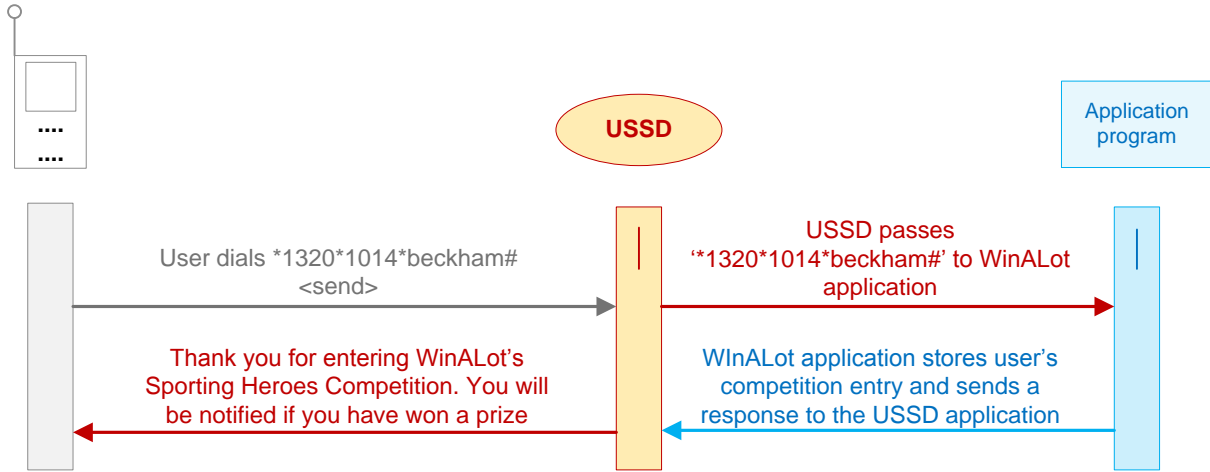 USSD
Application
program
User dials *1320*1014*beckham#
<send>
USSD passes
‘*1320*1014*beckham#’ to WinALot
application
Thank you for entering WinALot’s
Sporting Heroes Competition. You will
be notified if you have won a prize
WInALot application stores user’s
competition entry and sends a
response to the USSD application